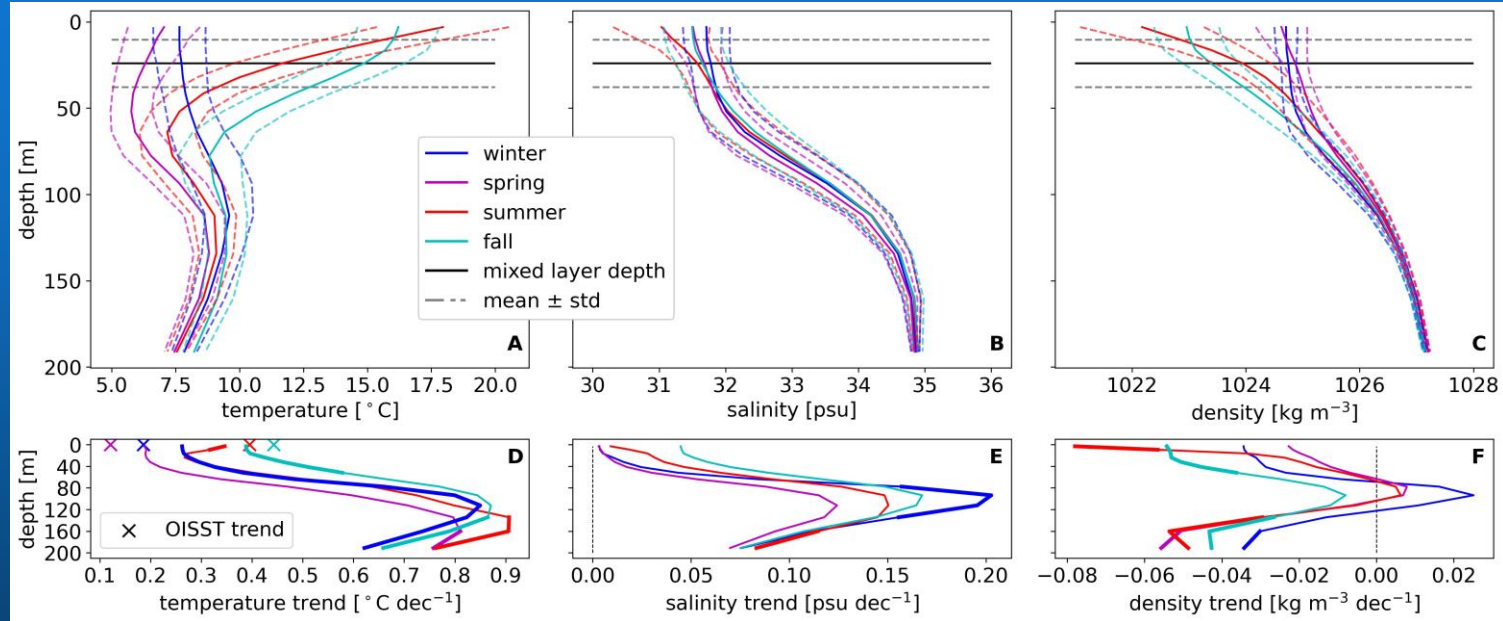 0
50
100
150
200
depth [m]
5.0 7.5 10.0 12.5 15.0 17.5 20.0
temperature [°C]
A
winter
spring
summer
fall
mixed layer depth
mean ± std
30 31 32 33 34 35 36
salinity [psu]
B
1022 1024 1026 1028
density [kg m⁻³]
C
0
40
80
120
160
200
depth [m]
D
OISST trend
0.1 0.2 0.3 0.4 0.5 0.6 0.7 0.8 0.9
temperature trend [°C dec⁻¹]
E
0.00 0.05 0.10 0.15 0.20
salinity trend [psu dec⁻¹]
F
−0.08 −0.06 −0.04 −0.02 0.00 0.02
density trend [kg m⁻³ dec⁻¹]